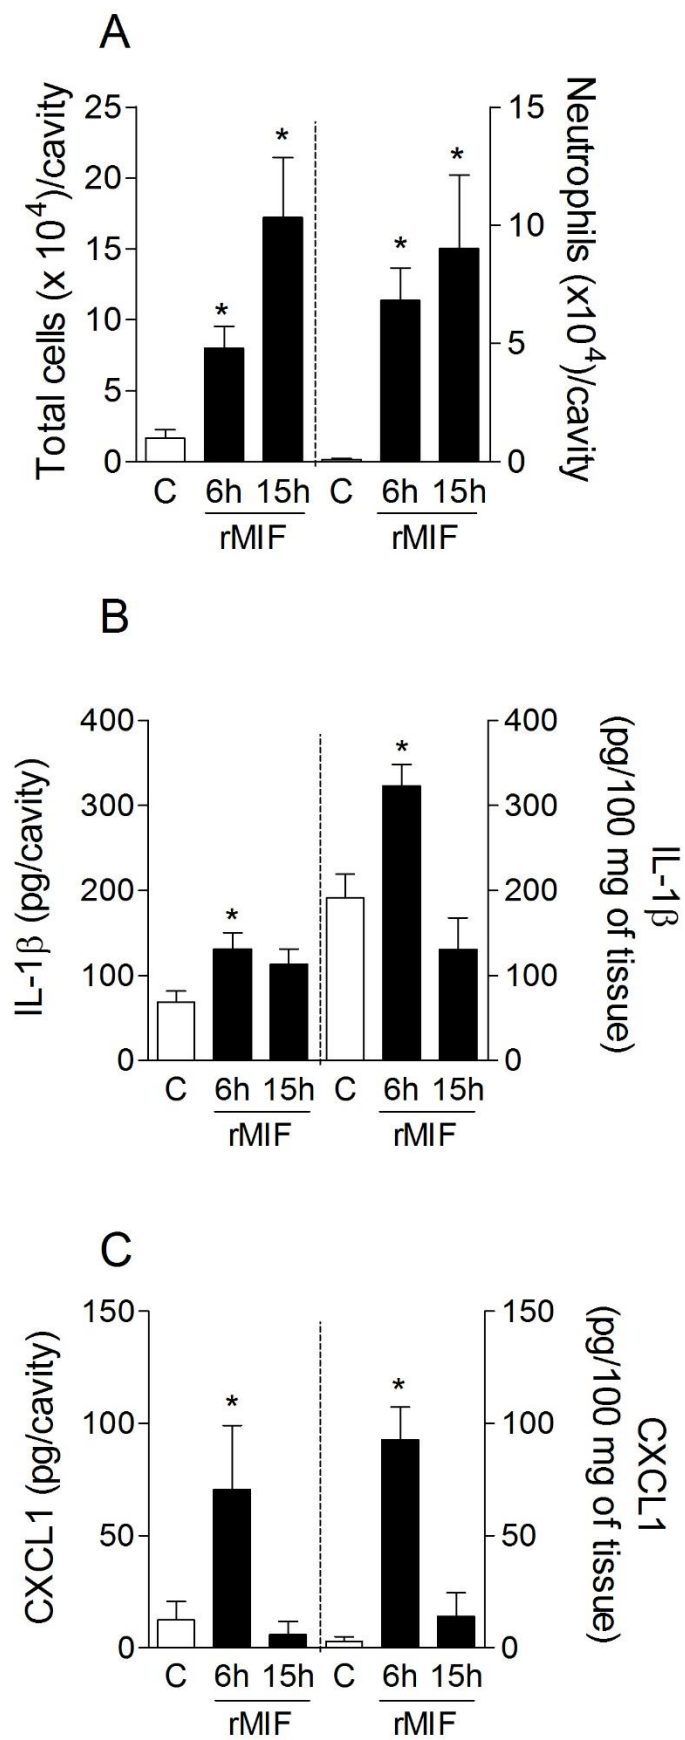 A
Total cells (x 10⁴)/cavity
25
20
15
10
5
0
*
*
*
*
15
10
5
0
Neutrophils (x10⁴)/cavity
C 6h 15h C 6h 15h
rMIF rMIF
B
IL-1β (pg/cavity)
400
300
200
100
0
*
*
400
300
200
100
0
IL-1β
(pg/100 mg of tissue)
C 6h 15h C 6h 15h
rMIF rMIF
C
CXCL1 (pg/cavity)
150
100
50
0
*
*
150
100
50
0
CXCL1
(pg/100 mg of tissue)
C 6h 15h C 6h 15h
rMIF rMIF